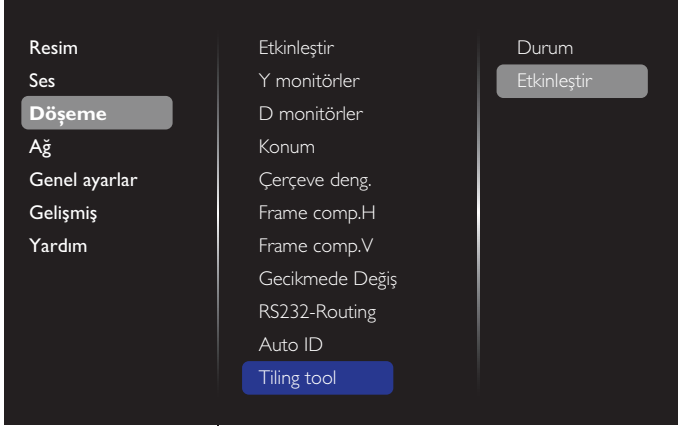 Resim
Ses
Döşeme
Ağ
Genel ayarlar
Gelişmiş
Yardım
Etkinleştir
Y monitörler
D monitörler
Konum
Çerçeve deng.
Frame comp.H
Frame comp.V
Gecikmede Değiş
RS232-Routing
Auto ID
Tiling tool
Durum
Etkinleştir